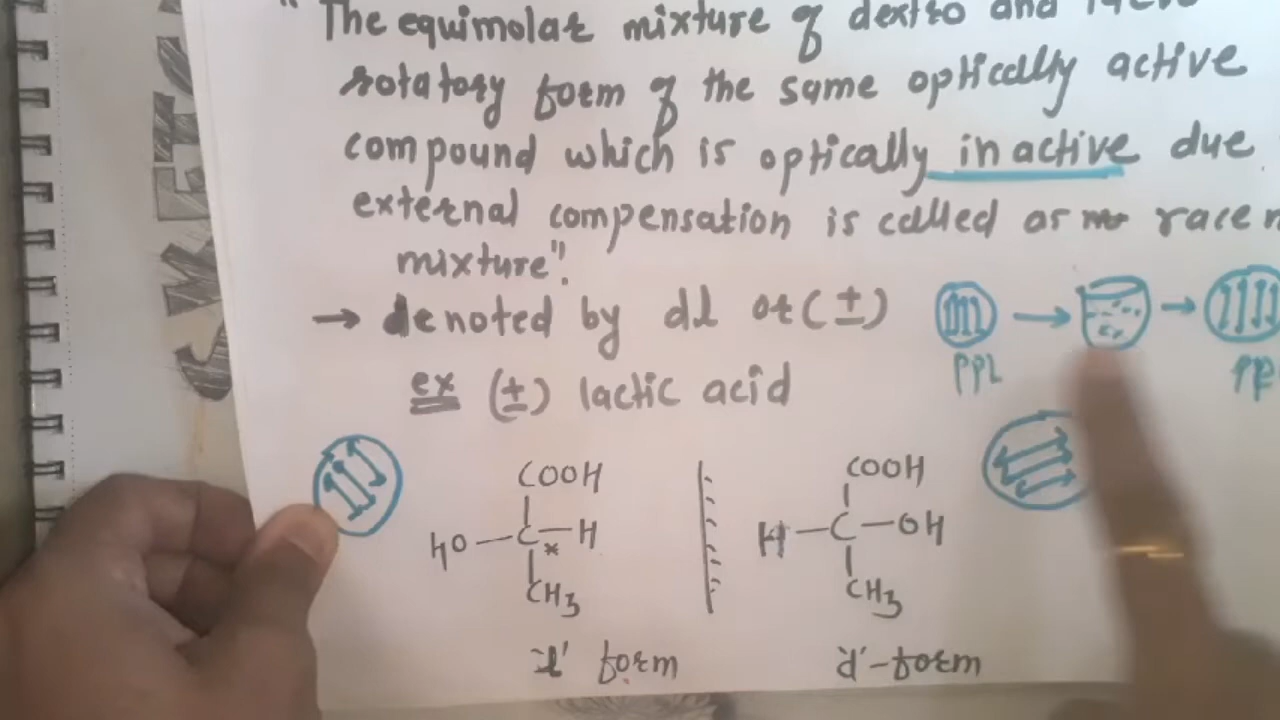 "The equimolar mixture of dextro and
rotatory form of the same optically active
compound which is optically inactive due
external compensation is called as
mixture".
→ denoted by dl or (±)
PPL
ex (±) lactic acid
COOH
HO—C—H
*
CH3
'l' form
COOH
H—C—OH
CH3
'd'-form